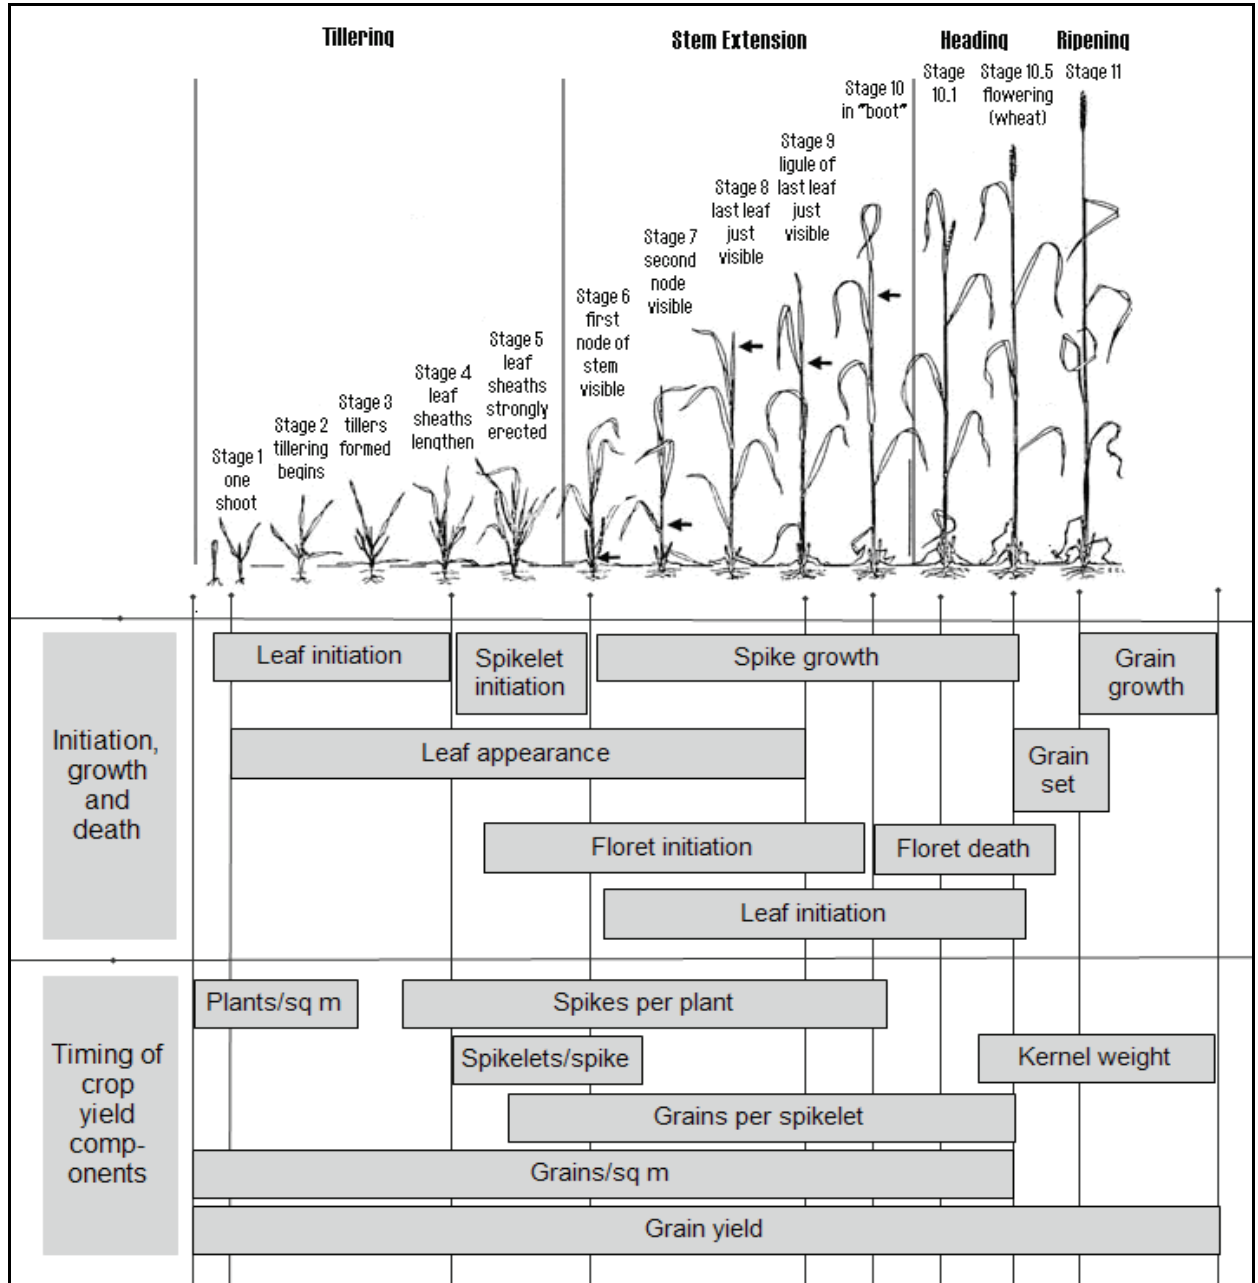 Tillering
Stem Extension
Heading
Ripening
Stage 1
one
shoot
Stage 2
tillering
begins
Stage 3
tillers
formed
Stage 4
leaf
sheaths
lengthen
Stage 5
leaf
sheaths
strongly
erected
Stage 6
first
node of
stem
visible
Stage 7
second
node
visible
Stage 8
last leaf
just
visible
Stage 9
ligule of
last leaf
just
visible
Stage 10
in "boot"
Stage
10.1
Stage 10.5
flowering
(wheat)
Stage 11
Initiation,
growth
and
death
Leaf initiation
Spikelet
initiation
Spike growth
Grain
growth
Leaf appearance
Grain
set
Floret initiation
Floret death
Leaf initiation
Timing of
crop
yield
comp-
onents
Plants/sq m
Spikes per plant
Spikelets/spike
Kernel weight
Grains per spikelet
Grains/sq m
Grain yield